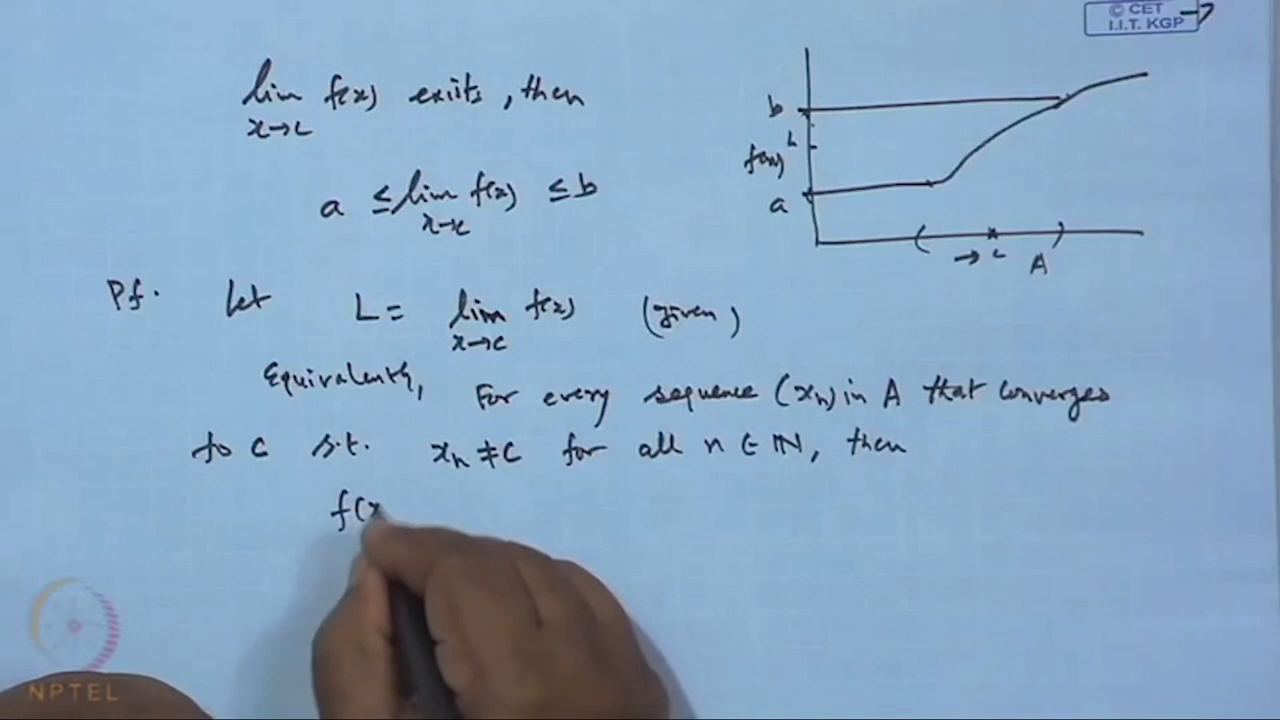 © CET
I.I.T. KGP
lim f(x) exists, then
x→c
a ≤ lim f(x) ≤ b
x→c
b
L
f(x)
a
( × )
→ c A
Pf. Let L = lim f(x) (given)
x→c
Equivalently, For every sequence (xn) in A that converges
to c s.t. xn ≠ c for all n ∈ ℕ, then
f(x
NPTEL